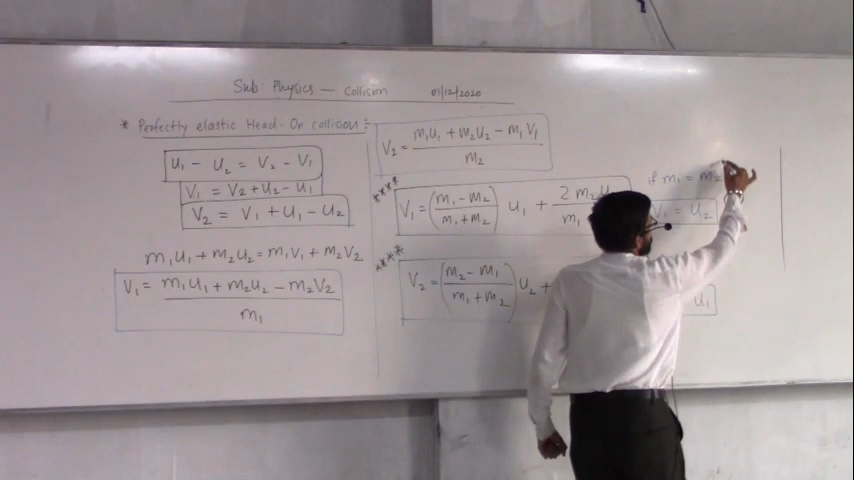 Sub: Physics — Collision 01/12/2020
* Perfectly elastic Head-On collision:-
U₁ - U₂ = V₂ - V₁
V₁ = V₂ + U₂ - U₁
V₂ = V₁ + U₁ - U₂
m₁U₁ + m₂U₂ = m₁V₁ + m₂V₂
V₁ = m₁U₁ + m₂U₂ - m₂V₂
m₁
V₂ = m₁U₁ + m₂U₂ - m₁V₁
m₂
**** V₁ = (m₁ - m₂ / m₁ + m₂) U₁ + 2 m₂ / m₁
**** V₂ = (m₂ - m₁ / m₁ + m₂) U₂ +
if m₁ = m₂
V₁ = U₂
U₁